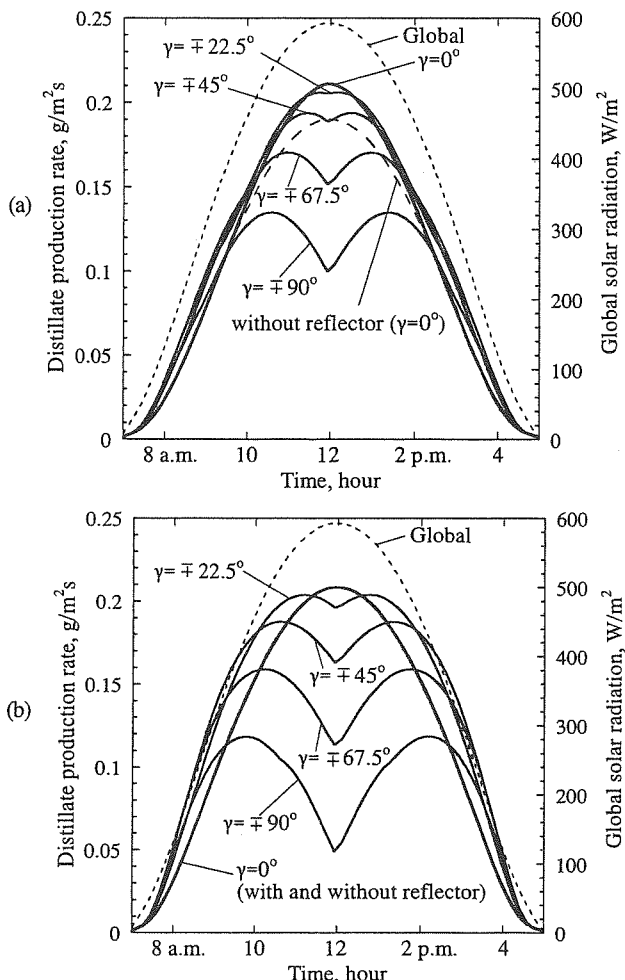 (a)
Distillate production rate, g/m²s
Global solar radiation, W/m²
0.25
0.2
0.15
0.1
0.05
0
600
500
400
300
200
100
0
Global
γ=0°
γ= ∓22.5°
γ= ∓45°
γ= ∓67.5°
γ= ∓90°
without reflector (γ=0°)
8 a.m.
10
12
2 p.m.
4
Time, hour
(b)
Distillate production rate, g/m²s
Global solar radiation, W/m²
0.25
0.2
0.15
0.1
0.05
0
600
500
400
300
200
100
0
Global
γ= ∓22.5°
γ= ∓45°
γ= ∓67.5°
γ= ∓90°
γ=0°
(with and without reflector)
8 a.m.
10
12
2 p.m.
4
Time, hour